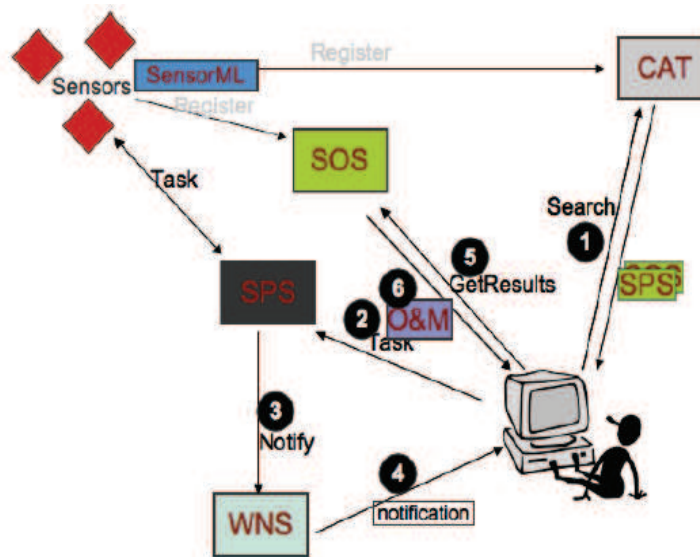 Register
CAT
SensorML
Sensors
Register
SOS
Task
Search
1
5
GetResults
SPS
SPS
6
O&M
2
Task
3
Notify
4
notification
WNS